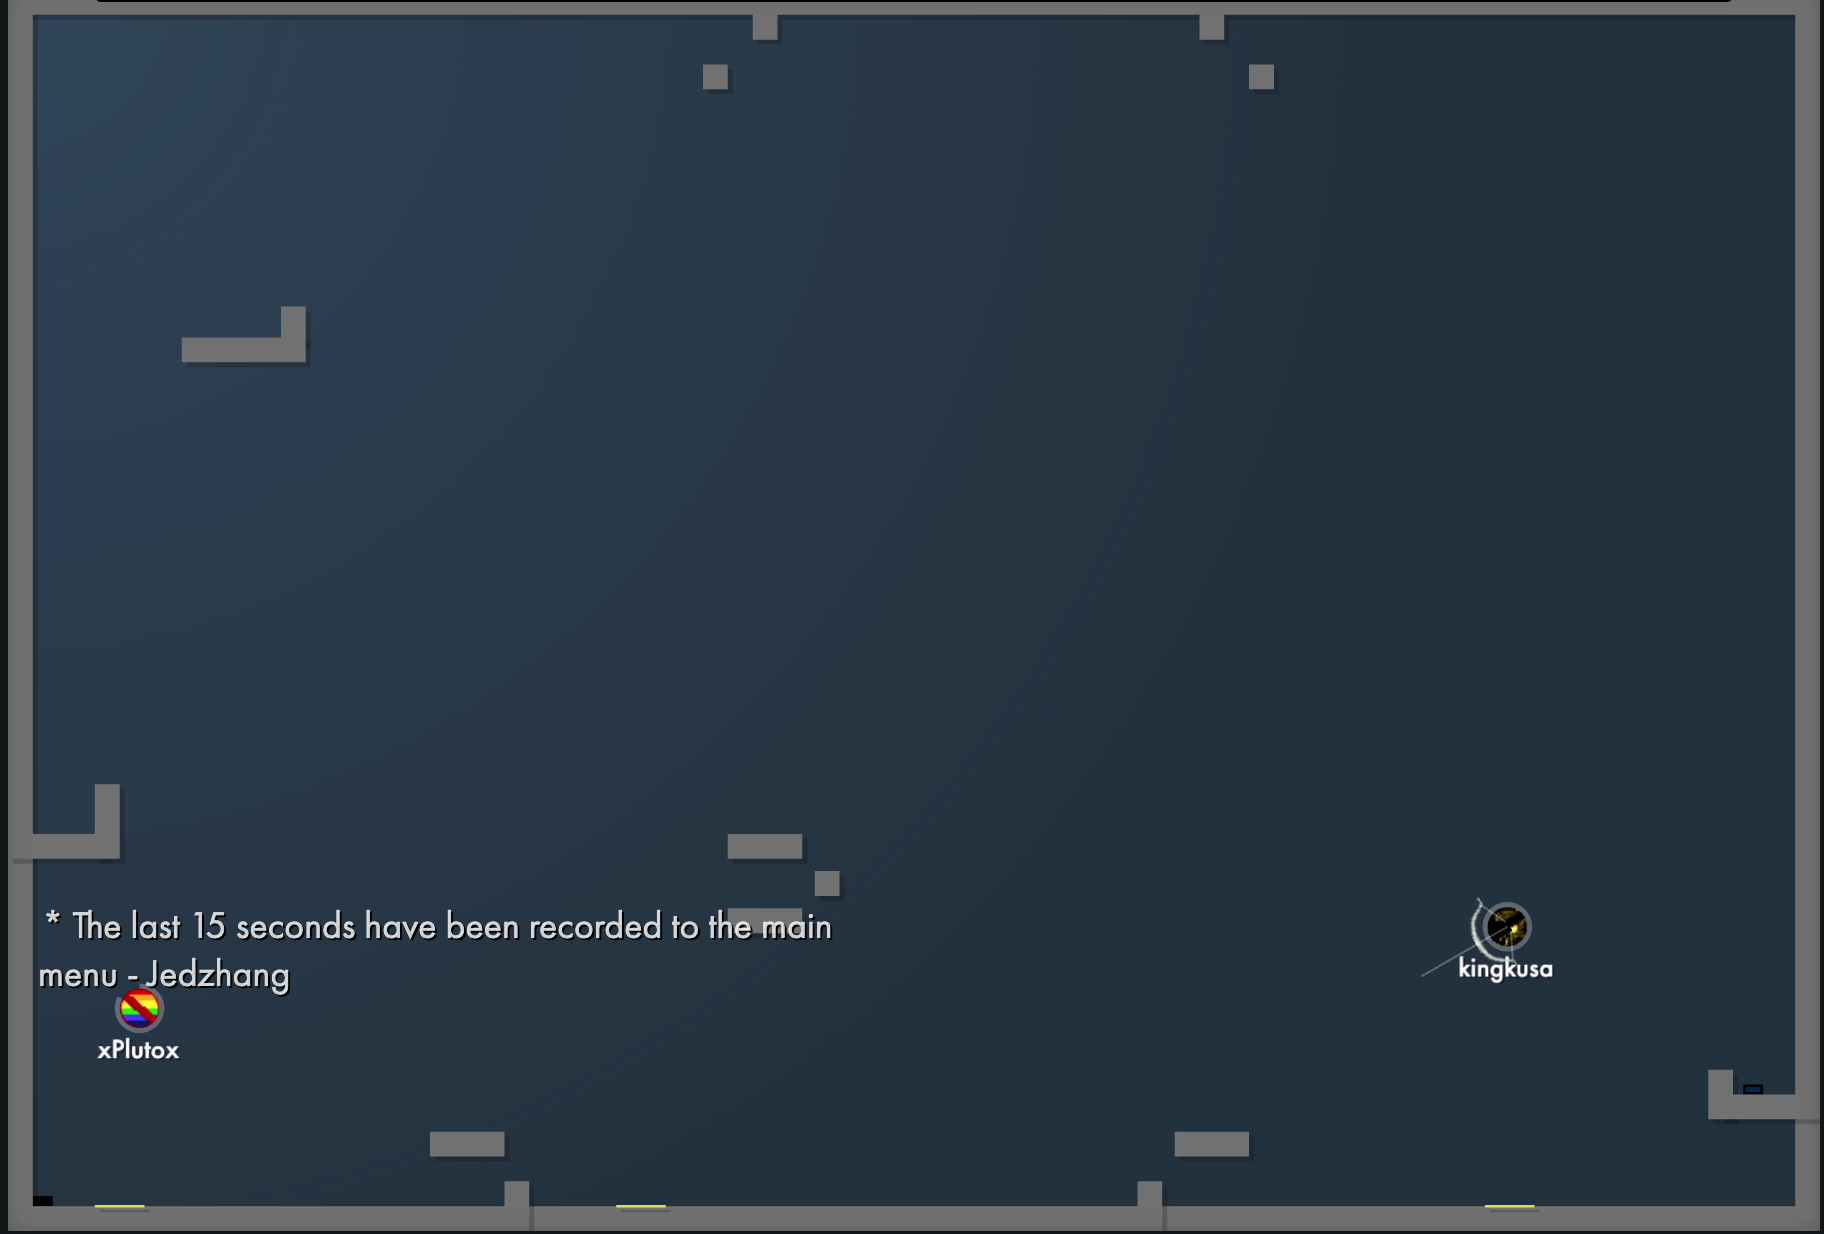 * The last 15 seconds have been recorded to the main
menu - Jedzhang
kingkusa
xPlutox